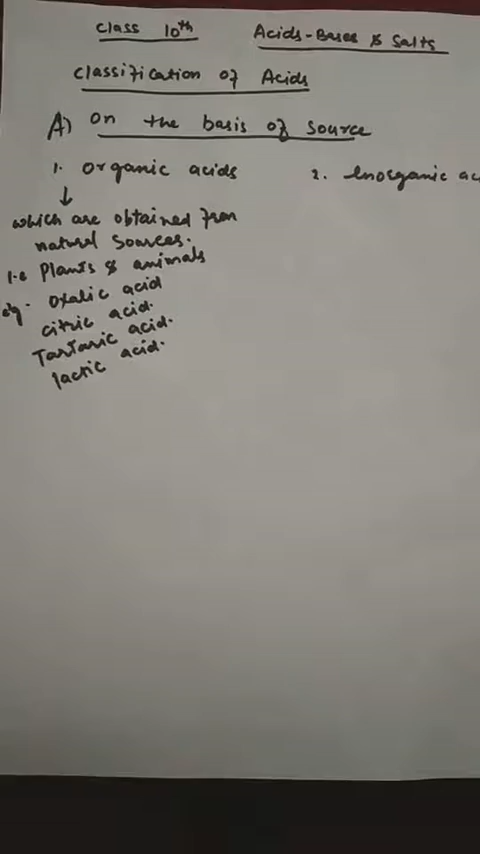 Class 10th Acids-Bases & Salts
Classification of Acids
A) On the basis of source
1. Organic acids 2. Inorganic ac
which are obtained from
natural sources.
i.e Plants & animals
eg. Oxalic acid
citric acid.
Tartaric acid.
lactic acid.